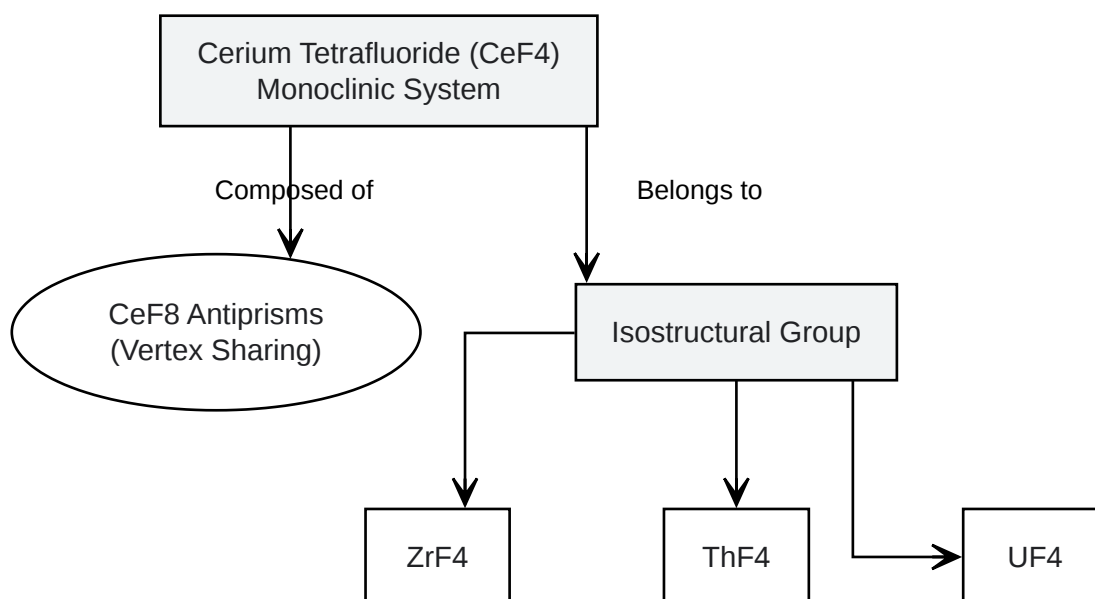 Cerium Tetrafluoride (CeF4)
Monoclinic System
Composed of
Belongs to
CeF8 Antiprisms
(Vertex Sharing)
Isostructural Group
ZrF4
ThF4
UF4